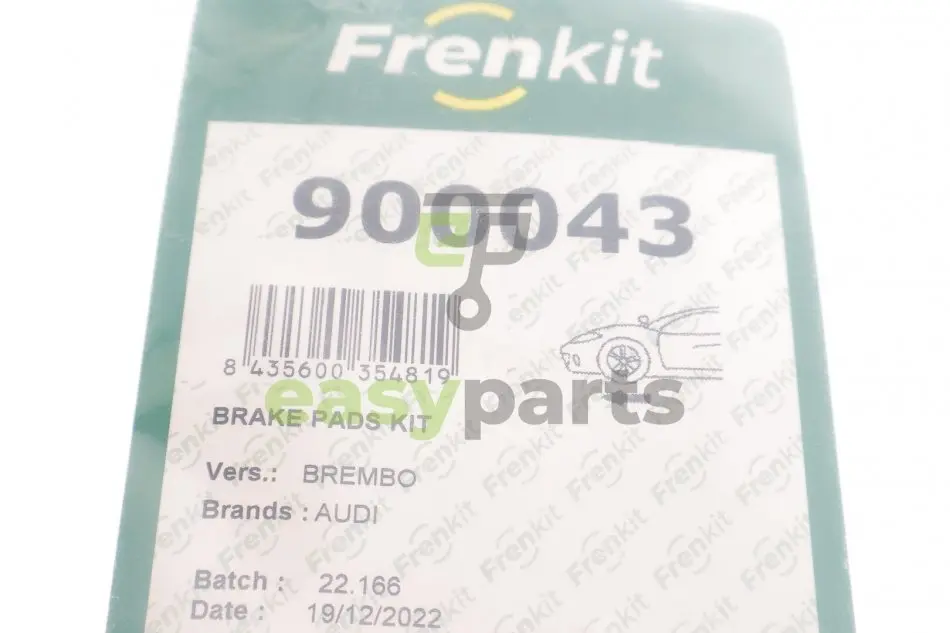 Frenkit
900043
8 435600 354819
easyparts
BRAKE PADS KIT
Vers.: BREMBO
Brands : AUDI
Batch : 22.166
Date : 19/12/2022